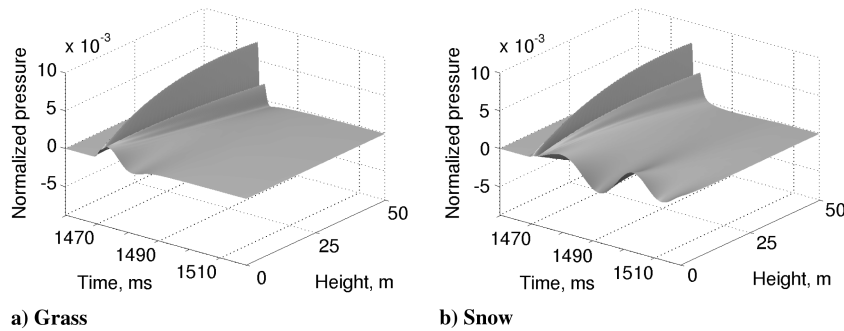 x 10⁻³ x 10⁻³
10 10
5 5
0 0
-5 -5
Normalized pressure Normalized pressure
1470 1490 1510 1470 1490 1510
0 25 50 0 25 50
Time, ms Height, m Time, ms Height, m
a) Grass b) Snow